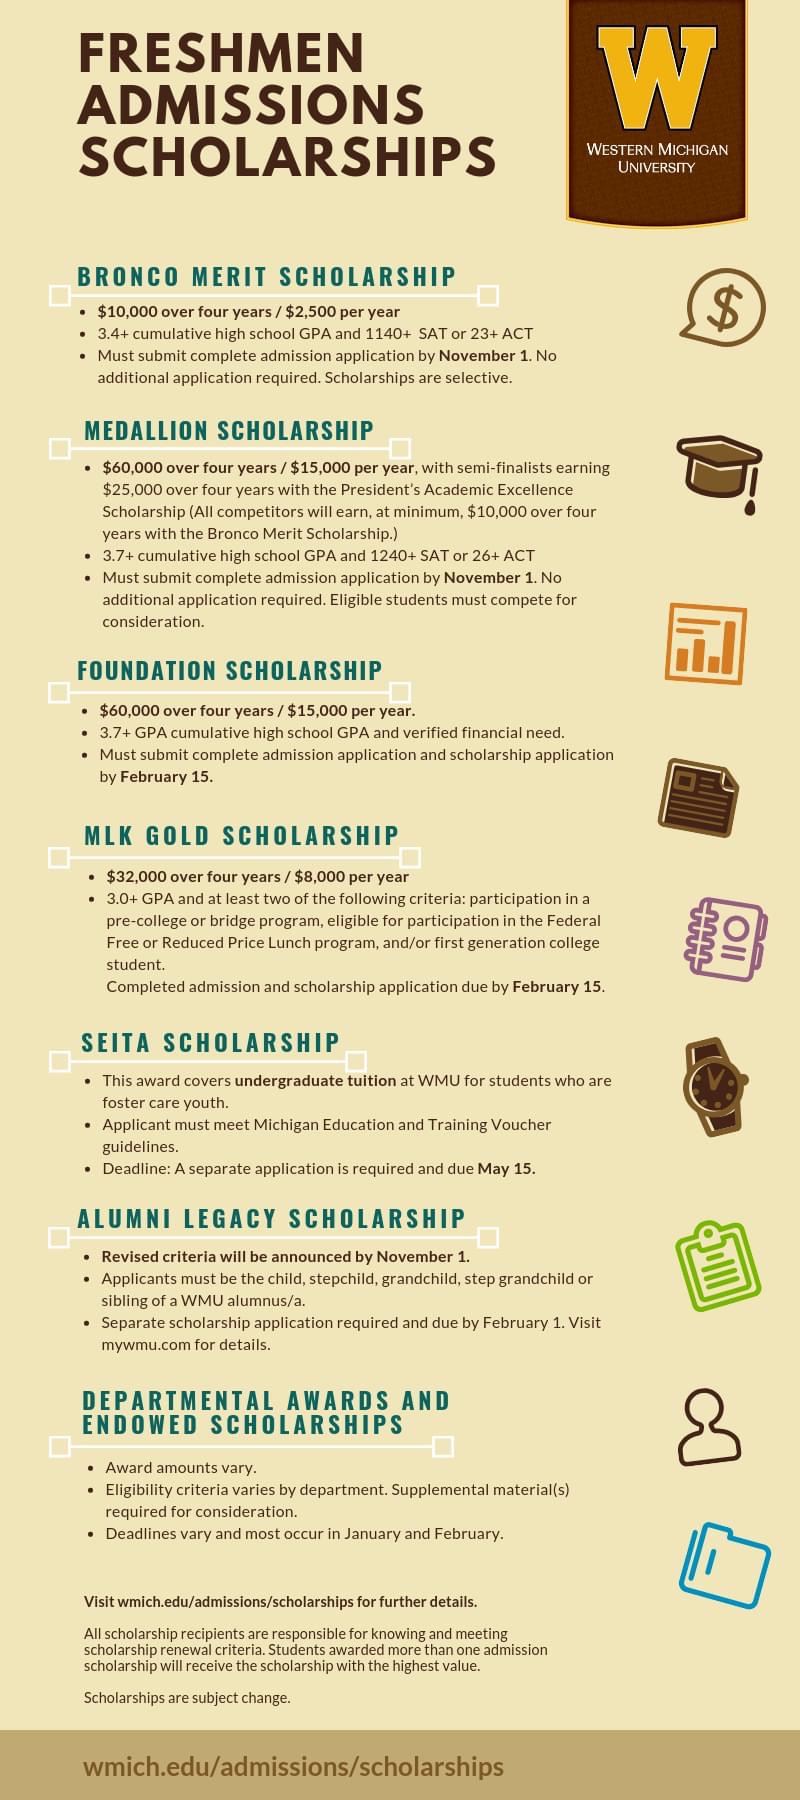 FRESHMEN
ADMISSIONS
SCHOLARSHIPS
W
WESTERN MICHIGAN
UNIVERSITY
BRONCO MERIT SCHOLARSHIP
• $10,000 over four years / $2,500 per year
• 3.4+ cumulative high school GPA and 1140+ SAT or 23+ ACT
• Must submit complete admission application by November 1. No
additional application required. Scholarships are selective.
$
MEDALLION SCHOLARSHIP
• $60,000 over four years / $15,000 per year, with semi-finalists earning
$25,000 over four years with the President's Academic Excellence
Scholarship (All competitors will earn, at minimum, $10,000 over four
years with the Bronco Merit Scholarship.)
• 3.7+ cumulative high school GPA and 1240+ SAT or 26+ ACT
• Must submit complete admission application by November 1. No
additional application required. Eligible students must compete for
consideration.
FOUNDATION SCHOLARSHIP
• $60,000 over four years / $15,000 per year.
• 3.7+ GPA cumulative high school GPA and verified financial need.
• Must submit complete admission application and scholarship application
by February 15.
MLK GOLD SCHOLARSHIP
• $32,000 over four years / $8,000 per year
• 3.0+ GPA and at least two of the following criteria: participation in a
pre-college or bridge program, eligible for participation in the Federal
Free or Reduced Price Lunch program, and/or first generation college
student.
Completed admission and scholarship application due by February 15.
SEITA SCHOLARSHIP
• This award covers undergraduate tuition at WMU for students who are
foster care youth.
• Applicant must meet Michigan Education and Training Voucher
guidelines.
• Deadline: A separate application is required and due May 15.
ALUMNI LEGACY SCHOLARSHIP
• Revised criteria will be announced by November 1.
• Applicants must be the child, stepchild, grandchild, step grandchild or
sibling of a WMU alumnus/a.
• Separate scholarship application required and due by February 1. Visit
mywmu.com for details.
DEPARTMENTAL AWARDS AND
ENDOWED SCHOLARSHIPS
• Award amounts vary.
• Eligibility criteria varies by department. Supplemental material(s)
required for consideration.
• Deadlines vary and most occur in January and February.
Visit wmich.edu/admissions/scholarships for further details.
All scholarship recipients are responsible for knowing and meeting
scholarship renewal criteria. Students awarded more than one admission
scholarship will receive the scholarship with the highest value.
Scholarships are subject change.
wmich.edu/admissions/scholarships